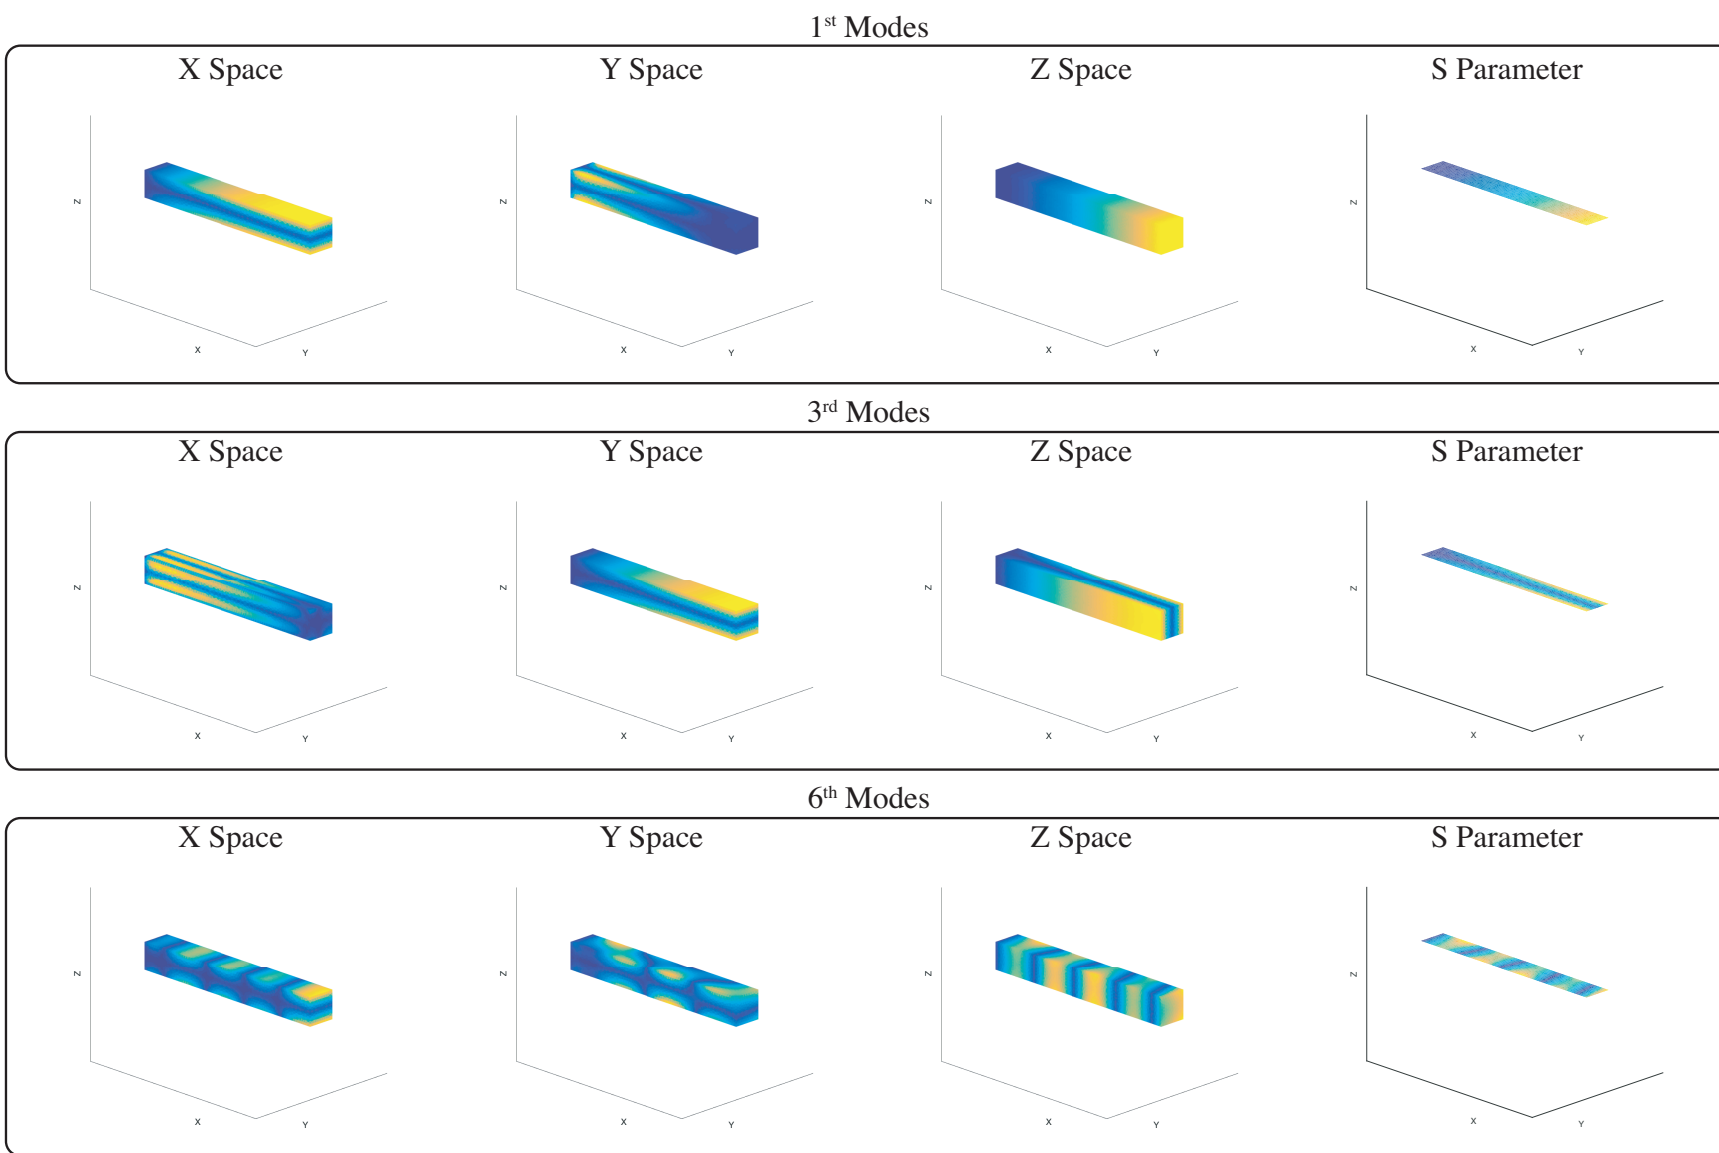 1st Modes
X Space Y Space Z Space S Parameter
Z Z Z Z
X Y X Y X Y X Y
3rd Modes
X Space Y Space Z Space S Parameter
Z Z Z Z
X Y X Y X Y X Y
6th Modes
X Space Y Space Z Space S Parameter
Z Z Z Z
X Y X Y X Y X Y